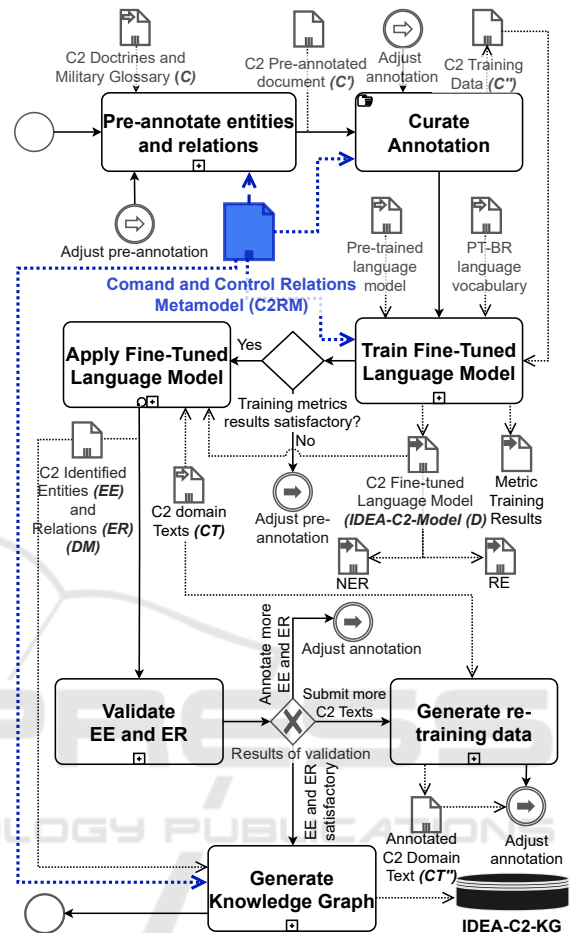 C2 Doctrines and
Military Glossary (C)
C2 Pre-annotated
document (C')
Adjust
annotation
C2 Training
Data (C")
Pre-annotate entities
and relations
Curate
Annotation
Adjust pre-annotation
Pre-trained
language
model
PT-BR
language
vocabulary
Comand and Control Relations
Metamodel (C2RM)
Apply Fine-Tuned
Language Model
Yes
Train Fine-Tuned
Language Model
Training metrics
results satisfactory?
No
C2 Identified
Entities (EE)
and
Relations (ER)
(DM)
C2 domain
Texts (CT)
Adjust pre-
annotation
C2 Fine-tuned
Language Model
(IDEA-C2-Model (D)
Metric
Training
Results
NER
RE
Annotate more
EE and ER
Adjust annotation
Validate
EE and ER
Submit more
C2 Texts
Generate re-
training data
Results of validation
EE and ER
satisfactory
Annotated
C2 Domain
Text (CT")
Adjust
annotation
Generate
Knowledge Graph
IDEA-C2-KG
PRESS
OLOGY PUBLICATIONS